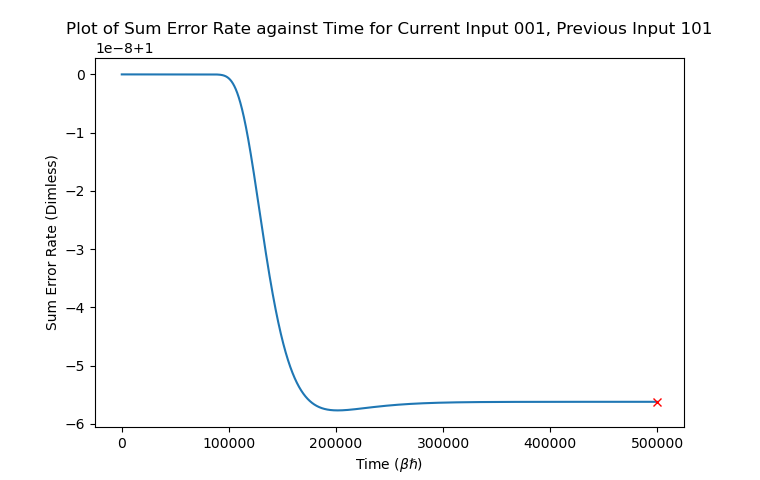 Plot of Sum Error Rate against Time for Current Input 001, Previous Input 101
1e−8+1
0
−1
−2
−3
−4
−5
−6
Sum Error Rate (Dimless)
0 100000 200000 300000 400000 500000
Time (βℏ)